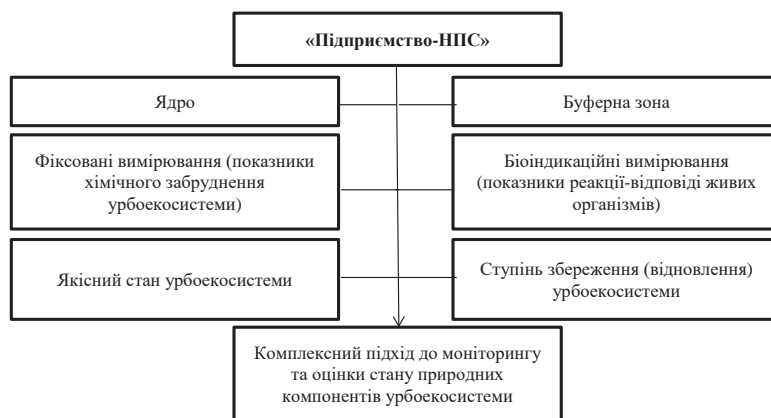 «Підприємство-НПС»
Ядро
Буферна зона
Фіксовані вимірювання (показники
хімічного забруднення
урбоекосистеми)
Біоіндикаційні вимірювання
(показники реакції-відповіді живих
організмів)
Якісний стан урбоекосистеми
Ступінь збереження (відновлення)
урбоекосистеми
Комплексний підхід до моніторингу
та оцінки стану природних
компонентів урбоекосистеми